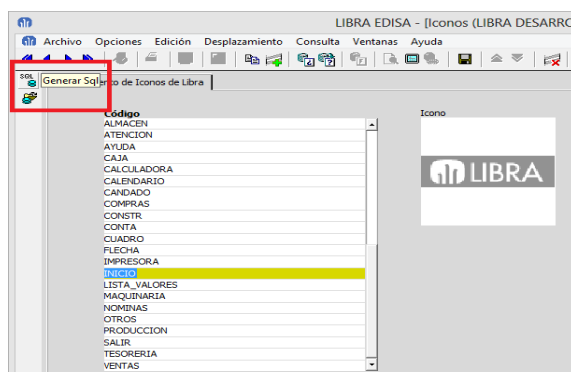 LIBRA EDISA - [Iconos (LIBRA DESARRO
Archivo Opciones Edición Desplazamiento Consulta Ventanas Ayuda
SQL
Generar Sql
ento de Iconos de Libra
Código
Icono
ALMACEN
ATENCION
AYUDA
CAJA
CALCULADORA
CALENDARIO
CANDADO
COMPRAS
CONSTR
CONTA
CUADRO
FLECHA
IMPRESORA
INICIO
LISTA_VALORES
MAQUINARIA
NOMINAS
OTROS
PRODUCCION
SALIR
TESORERIA
VENTAS
LIBRA